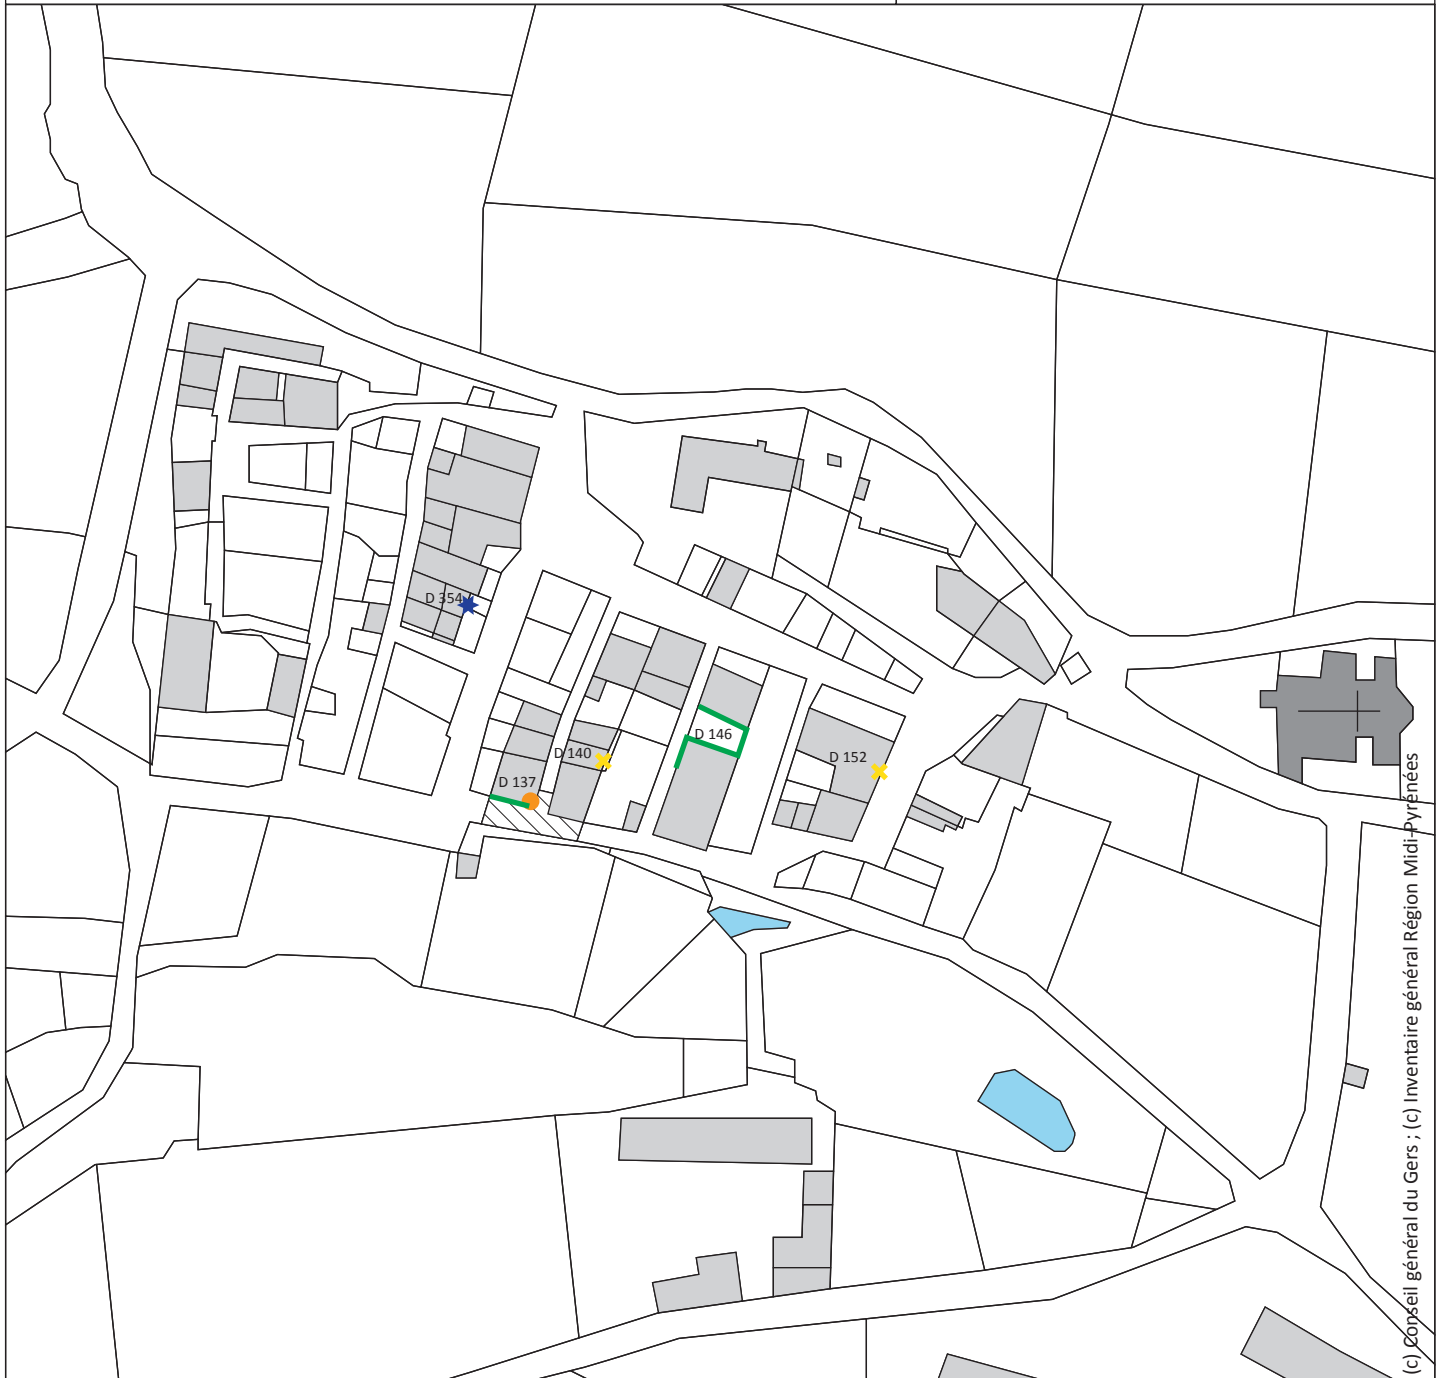 D 354
D 146
D 140
D 152
D 137
(c) Conseil général du Gers ; (c) Inventaire général Région Midi-Pyrénées